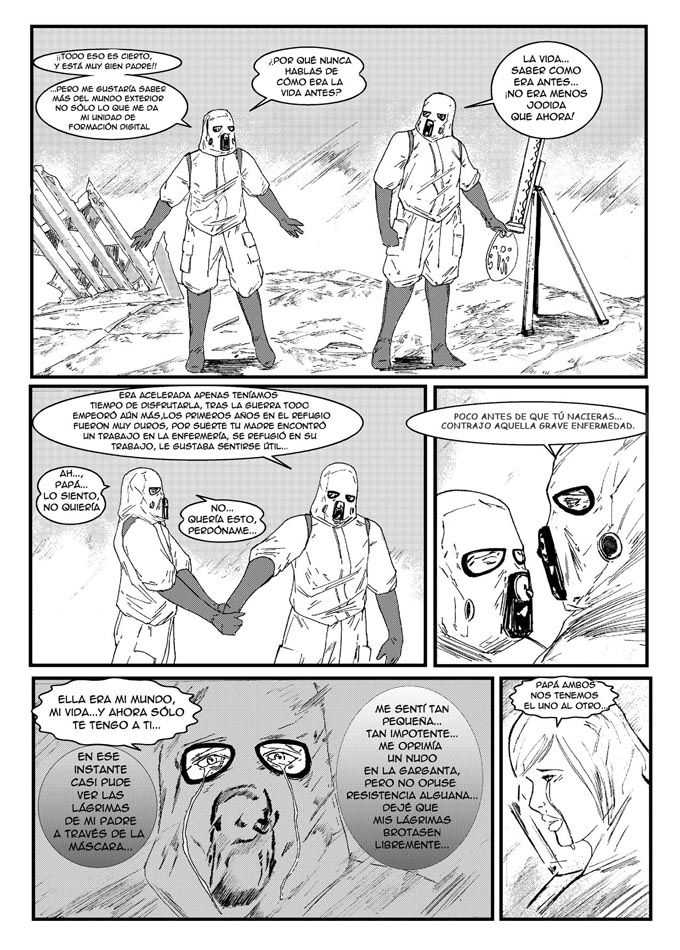 ¡¡TODO ESO ES CIERTO,
Y ESTÁ MUY BIEN PADRE!!
...PERO ME GUSTARÍA SABER
MÁS DEL MUNDO EXTERIOR
NO SÓLO LO QUE ME DA
MI UNIDAD DE
FORMACIÓN DIGITAL
¿POR QUÉ NUNCA
HABLAS DE
CÓMO ERA LA
VIDA ANTES?
LA VIDA...
SABER COMO
ERA ANTES...
¡NO ERA MENOS
JODIDA
QUE AHORA!
ERA ACELERADA APENAS TENÍAMOS
TIEMPO DE DISFRUTARLA, TRAS LA GUERRA TODO
EMPEORÓ AÚN MÁS,LOS PRIMEROS AÑOS EN EL REFUGIO
FUERON MUY DUROS, POR SUERTE TU MADRE ENCONTRÓ
UN TRABAJO EN LA ENFERMERÍA, SE REFUGIÓ EN SU
TRABAJO, LE GUSTABA SENTIRSE ÚTIL...
AH...,
PAPÁ...
LO SIENTO,
NO QUERÍA
NO...
QUERÍA ESTO,
PERDÓNAME...
POCO ANTES DE QUE TÚ NACIERAS...
CONTRAJO AQUELLA GRAVE ENFERMEDAD.
ELLA ERA MI MUNDO,
MI VIDA...Y AHORA SÓLO
TE TENGO A TI...
EN ESE
INSTANTE
CASI PUDE
VER LAS
LÁGRIMAS
DE MI PADRE
A TRAVÉS DE LA
MÁSCARA...
ME SENTÍ TAN
PEQUEÑA...
TAN IMPOTENTE...
ME OPRIMÍA
UN NUDO
EN LA GARGANTA,
PERO NO OPUSE
RESISTENCIA ALGUANA...
DEJÉ QUE
MIS LÁGRIMAS
BROTASEN
LIBREMENTE...
PAPÁ AMBOS
NOS TENEMOS
EL UNO AL OTRO...